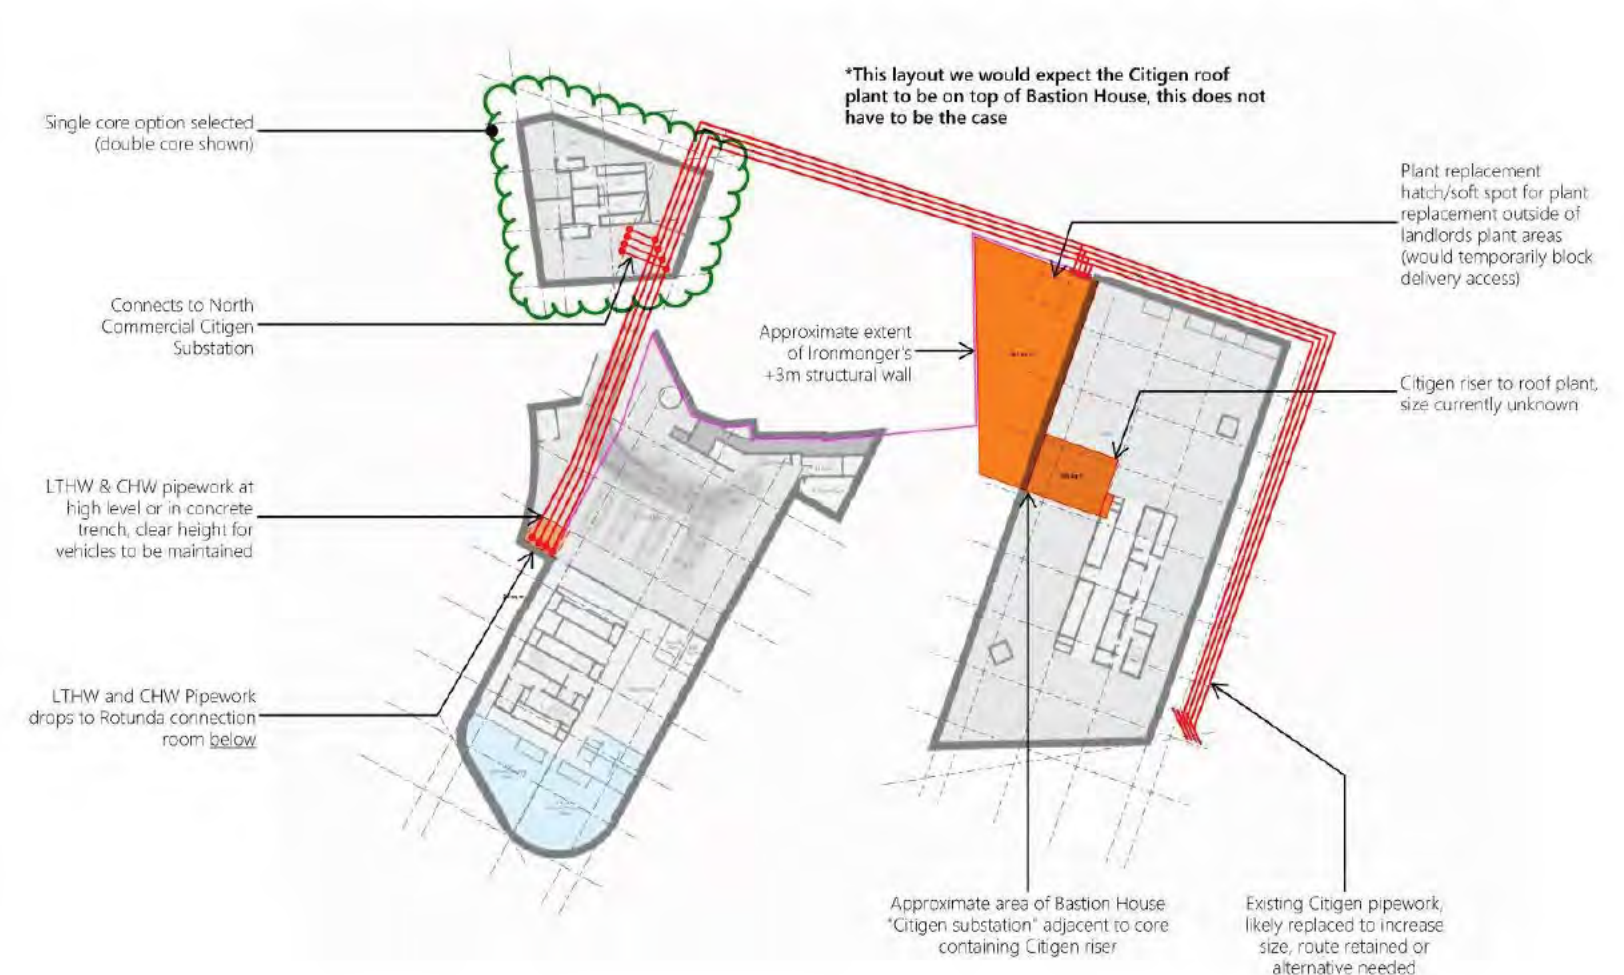 *This layout we would expect the Citigen roof
plant to be on top of Bastion House, this does not
have to be the case
Single core option selected
(double core shown)
Plant replacement
hatch/soft spot for plant
replacement outside of
landlords plant areas
(would temporarily block
delivery access)
Connects to North
Commercial Citigen
Substation
Approximate extent
of Ironmonger's
+3m structural wall
Citigen riser to roof plant,
size currently unknown
LTHW & CHW pipework at
high level or in concrete
trench, clear height for
vehicles to be maintained
LTHW and CHW Pipework
drops to Rotunda connection
room below
Approximate area of Bastion House
"Citigen substation" adjacent to core
containing Citigen riser
Existing Citigen pipework,
likely replaced to increase
size, route retained or
alternative needed